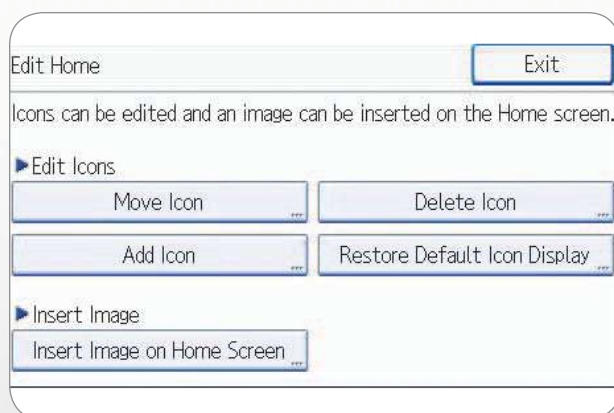 Edit Home
Exit
Icons can be edited and an image can be inserted on the Home screen.
Edit Icons
Move Icon
Delete Icon
Add Icon
Restore Default Icon Display
Insert Image
Insert Image on Home Screen